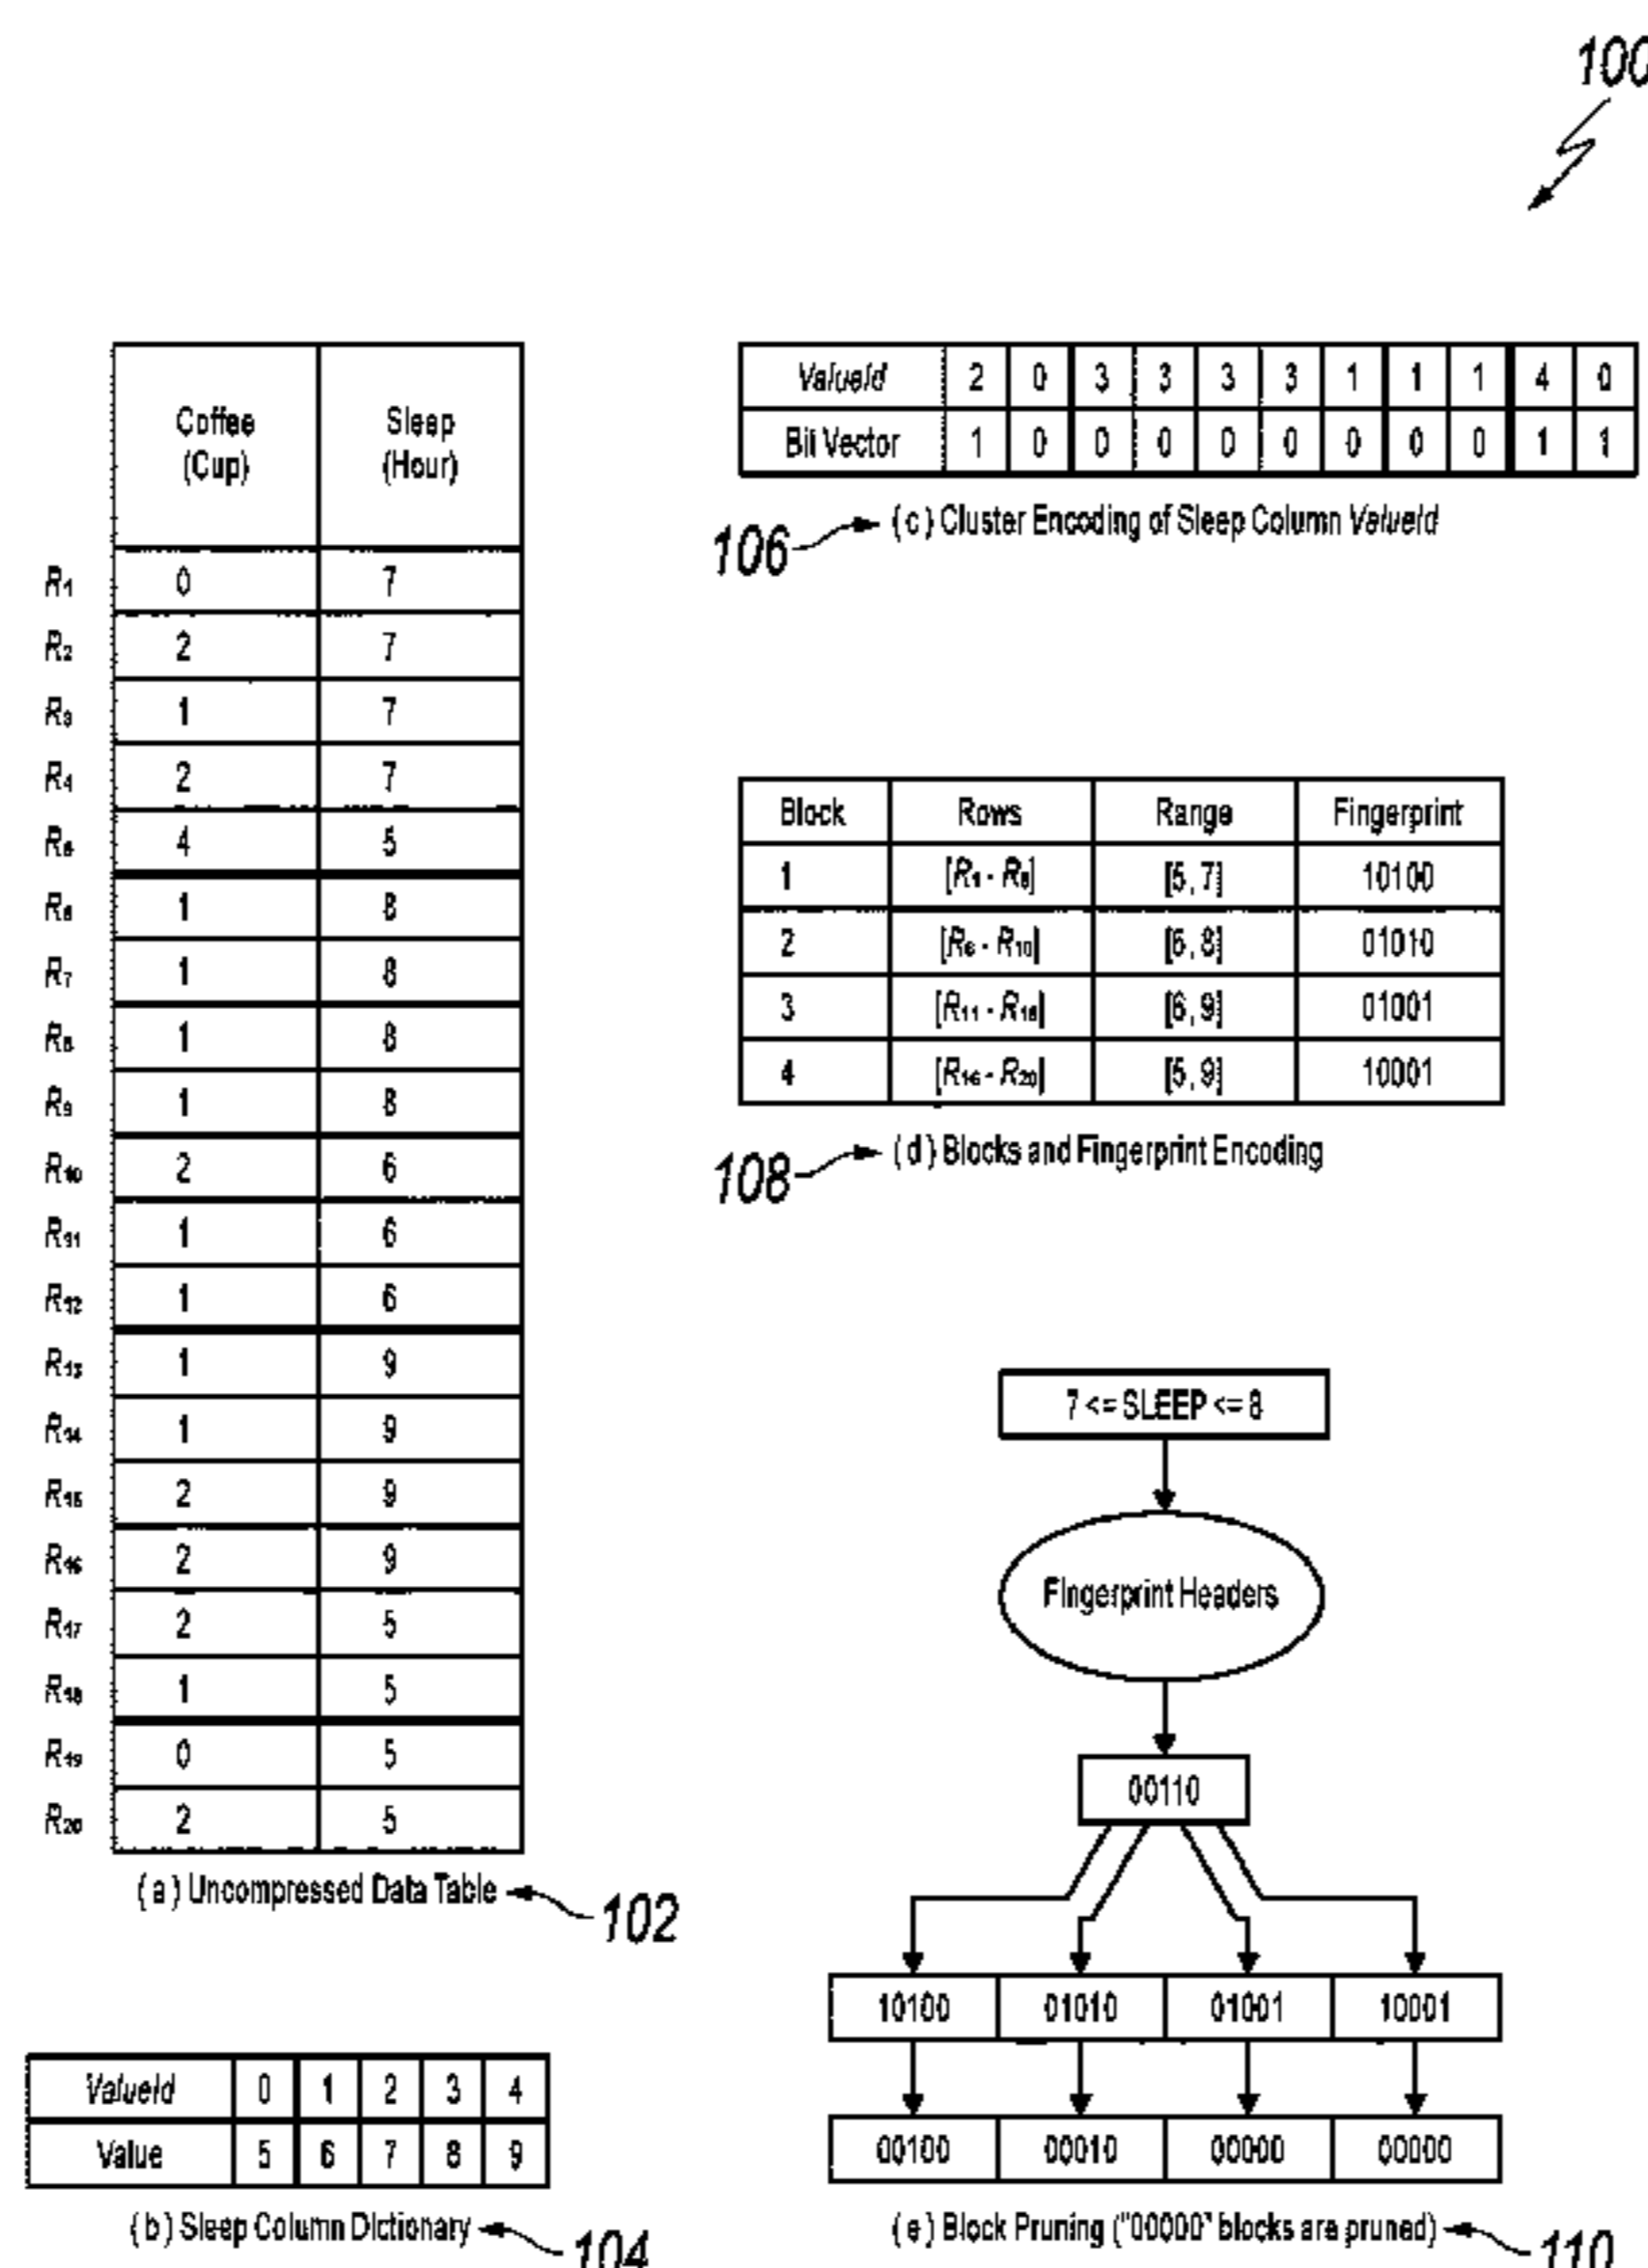 100
Coffee (Cup) Sleep (Hour)
R1 0 7
R2 2 7
R3 1 7
R4 2 7
R5 4 5
R6 1 8
R7 1 8
R8 1 8
R9 1 8
R10 2 6
R11 1 6
R12 1 6
R13 1 9
R14 1 9
R15 2 9
R16 2 9
R17 2 5
R18 1 5
R19 0 5
R20 2 5
(a) Uncompressed Data Table
102
ValueId 0 1 2 3 4
Value 5 6 7 8 9
(b) Sleep Column Dictionary
104
ValueId 2 0 3 3 3 3 1 1 1 4 0
Bit Vector 1 0 0 0 0 0 0 0 0 1 1
(c) Cluster Encoding of Sleep Column ValueId
106
Block Rows Range Fingerprint
1 [R1 - R5] [5, 7] 10100
2 [R6 - R10] [6, 8] 01010
3 [R11 - R15] [6, 9] 01001
4 [R16 - R20] [5, 9] 10001
(d) Blocks and Fingerprint Encoding
108
7 <= SLEEP <= 8
Fingerprint Headers
00110
10100 01010 01001 10001
00100 00010 00000 00000
(e) Block Pruning ("00000" blocks are pruned)
110